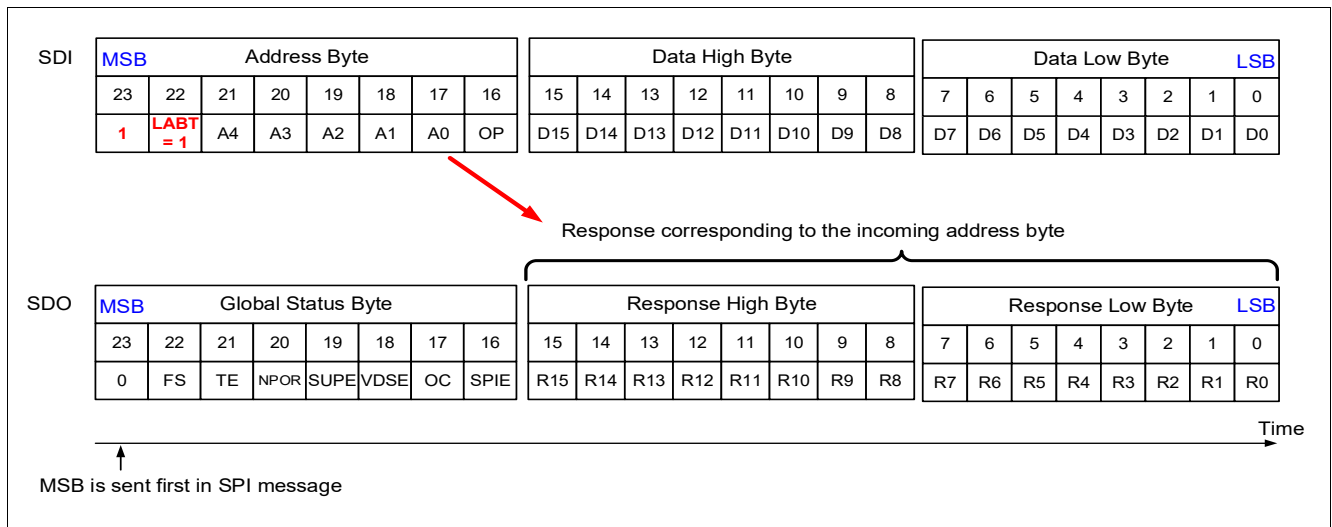 SDI MSB Address Byte Data High Byte Data Low Byte LSB
23 22 21 20 19 18 17 16 15 14 13 12 11 10 9 8 7 6 5 4 3 2 1 0
1 LABT A4 A3 A2 A1 A0 OP D15 D14 D13 D12 D11 D10 D9 D8 D7 D6 D5 D4 D3 D2 D1 D0
= 1
Response corresponding to the incoming address byte
SDO MSB Global Status Byte Response High Byte Response Low Byte LSB
23 22 21 20 19 18 17 16 15 14 13 12 11 10 9 8 7 6 5 4 3 2 1 0
0 FS TE NPOR SUPE VDSE OC SPIE R15 R14 R13 R12 R11 R10 R9 R8 R7 R6 R5 R4 R3 R2 R1 R0
Time
MSB is sent first in SPI message